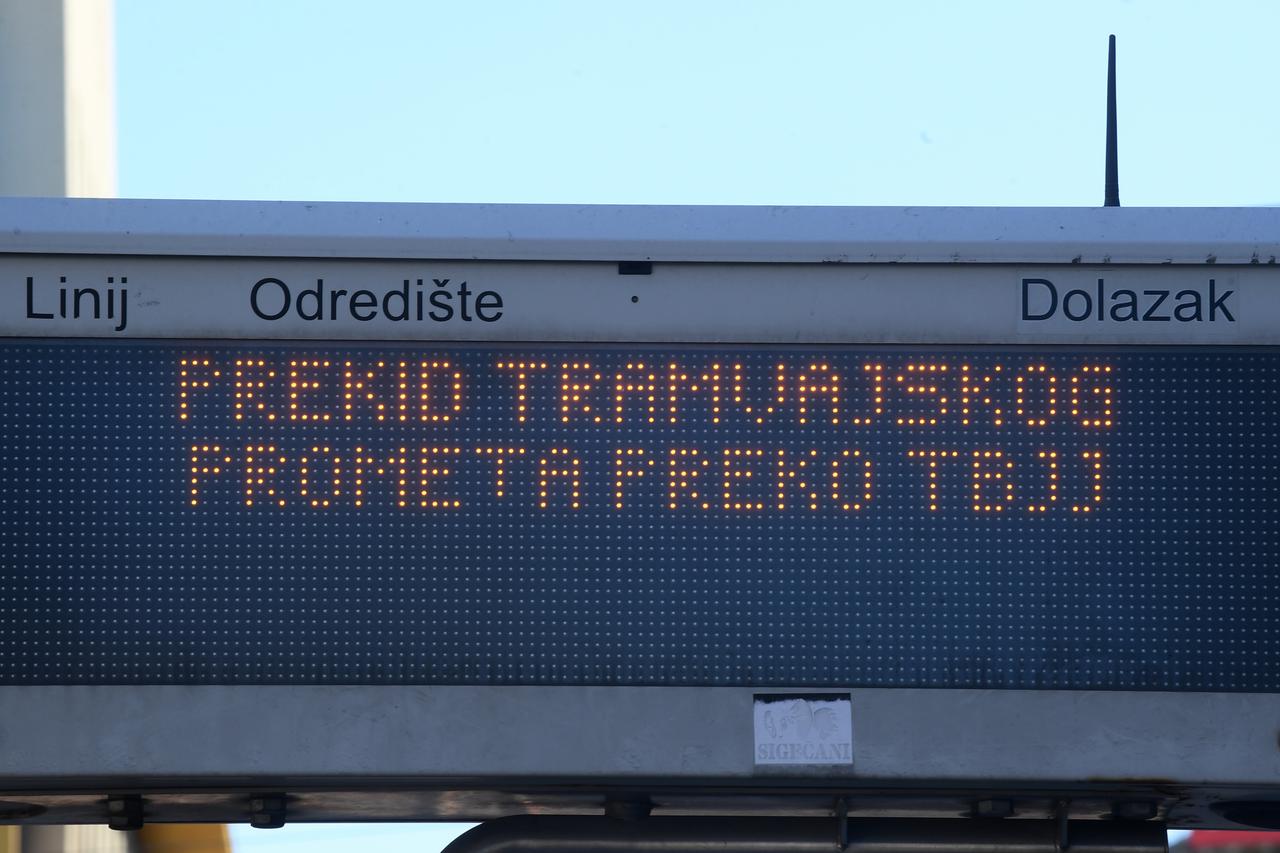 Linij Odredište Dolazak
PREKID TRAMVAJSKOG
PROMETA PREKO TBJJ
SIGEČANI